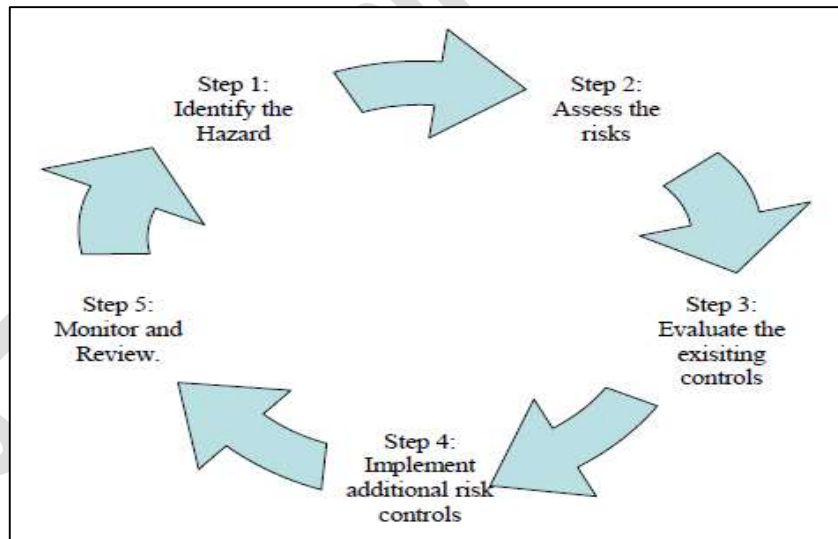 Step 1:
Identify the
Hazard
Step 2:
Assess the
risks
Step 3:
Evaluate the
exisiting
controls
Step 4:
Implement
additional risk
controls
Step 5:
Monitor and
Review.